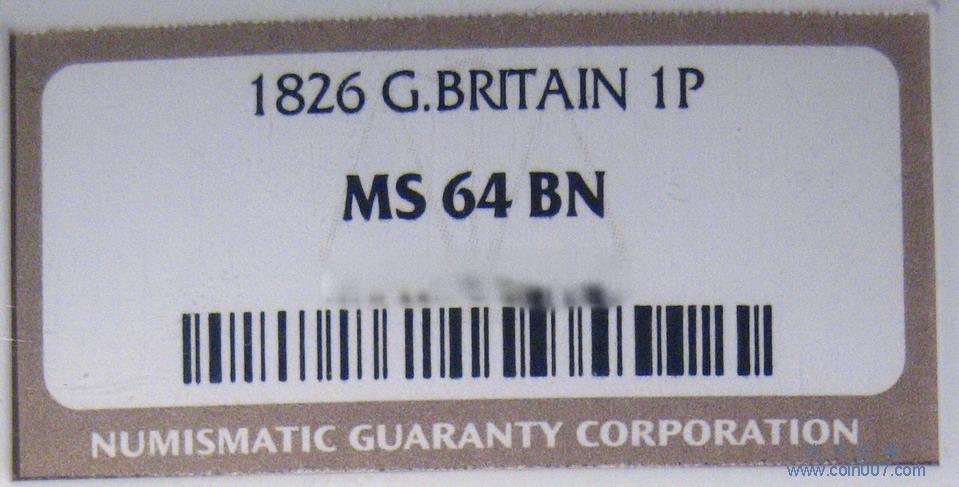 1826 G.BRITAIN 1P
MS 64 BN
NUMISMATIC GUARANTY CORPORATION
www.coin007.com